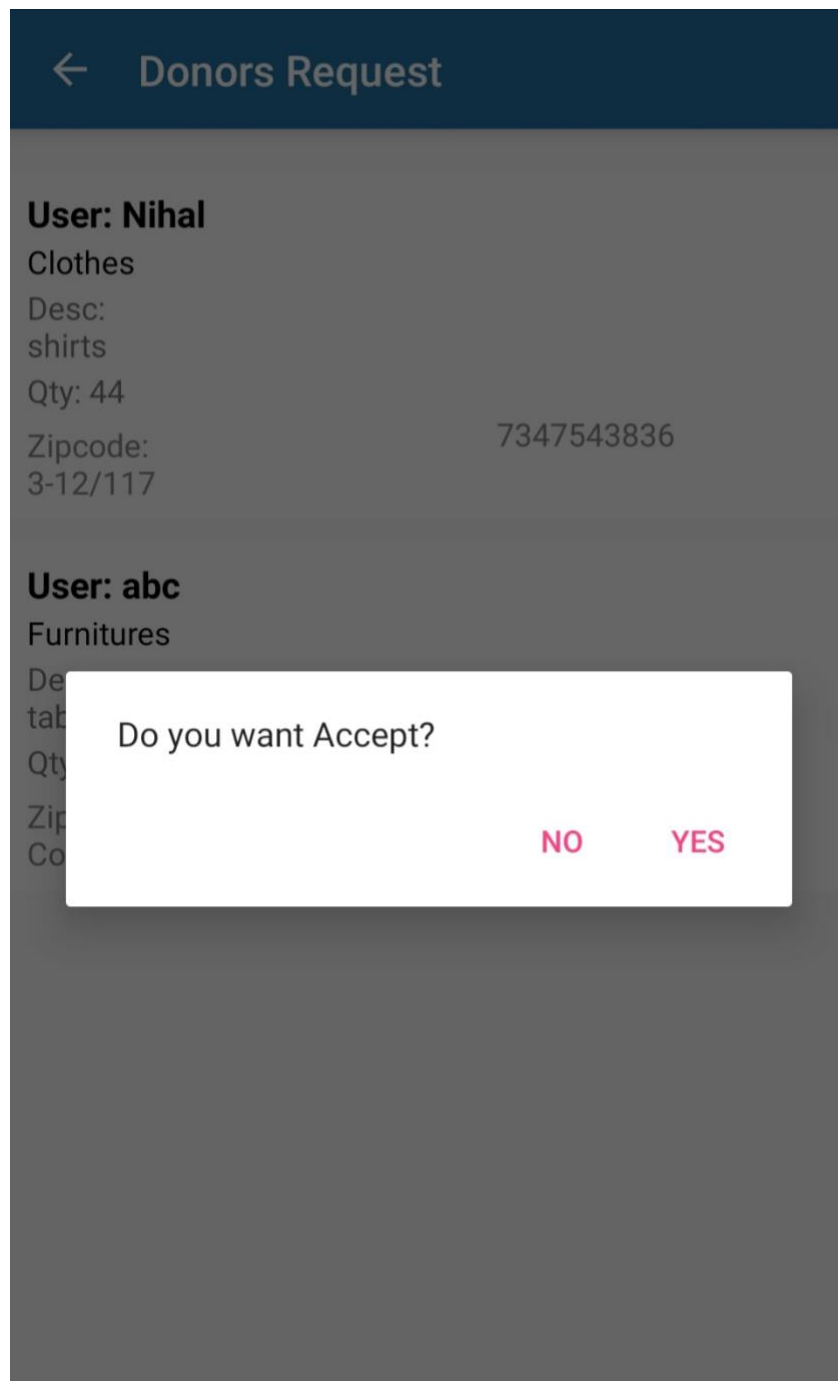 Donors Request
User: Nihal
Clothes
Desc:
shirts
Qty: 44
Zipcode:
7347543836
3-12/117
User: abc
Furnitures
Do you want Accept?
NO YES